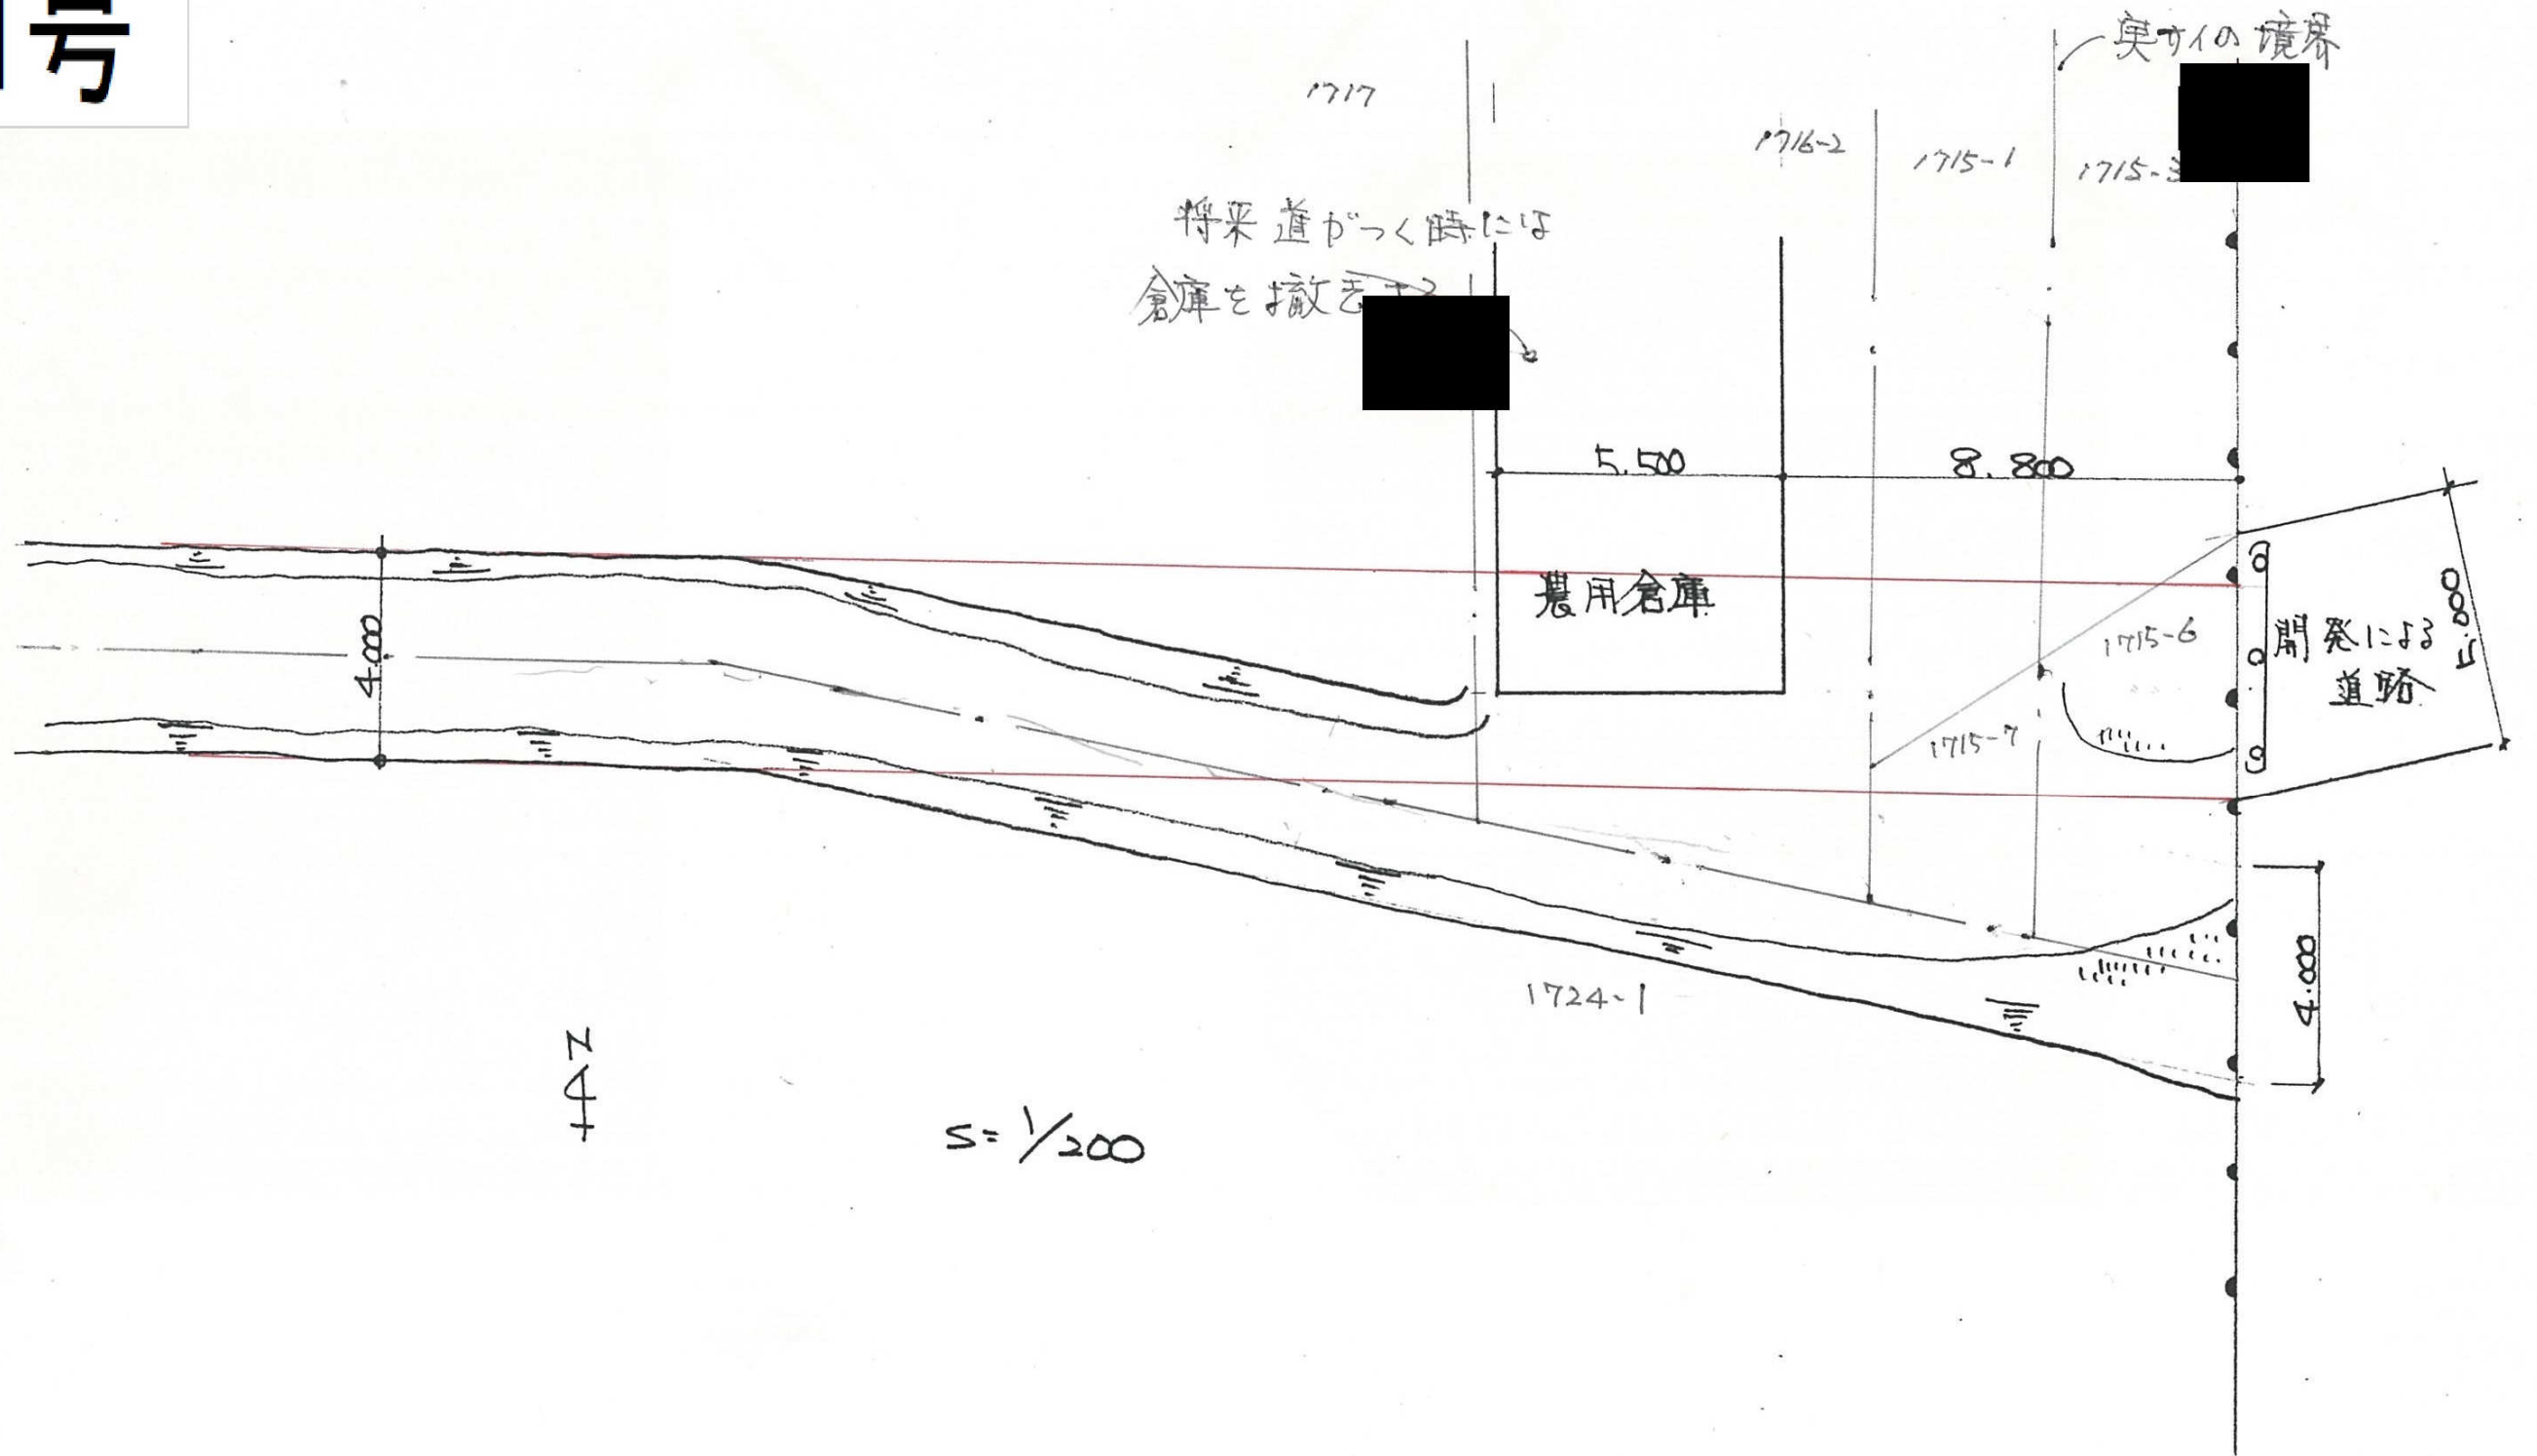 号
実サイの境界
1717
1716-2
1715-1
1715-3
将来道がつく時には
倉庫を撤去する
5.500
8.800
農用倉庫
4.000
1715-6
1715-7
開発による
道路
5.000
1724-1
4.000
N
S=1/200